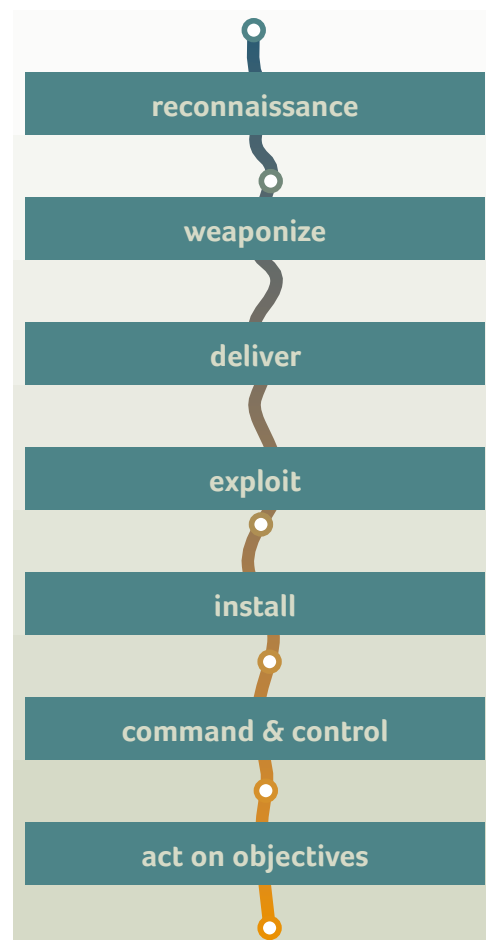 reconnaissance
weaponize
deliver
exploit
install
command & control
act on objectives